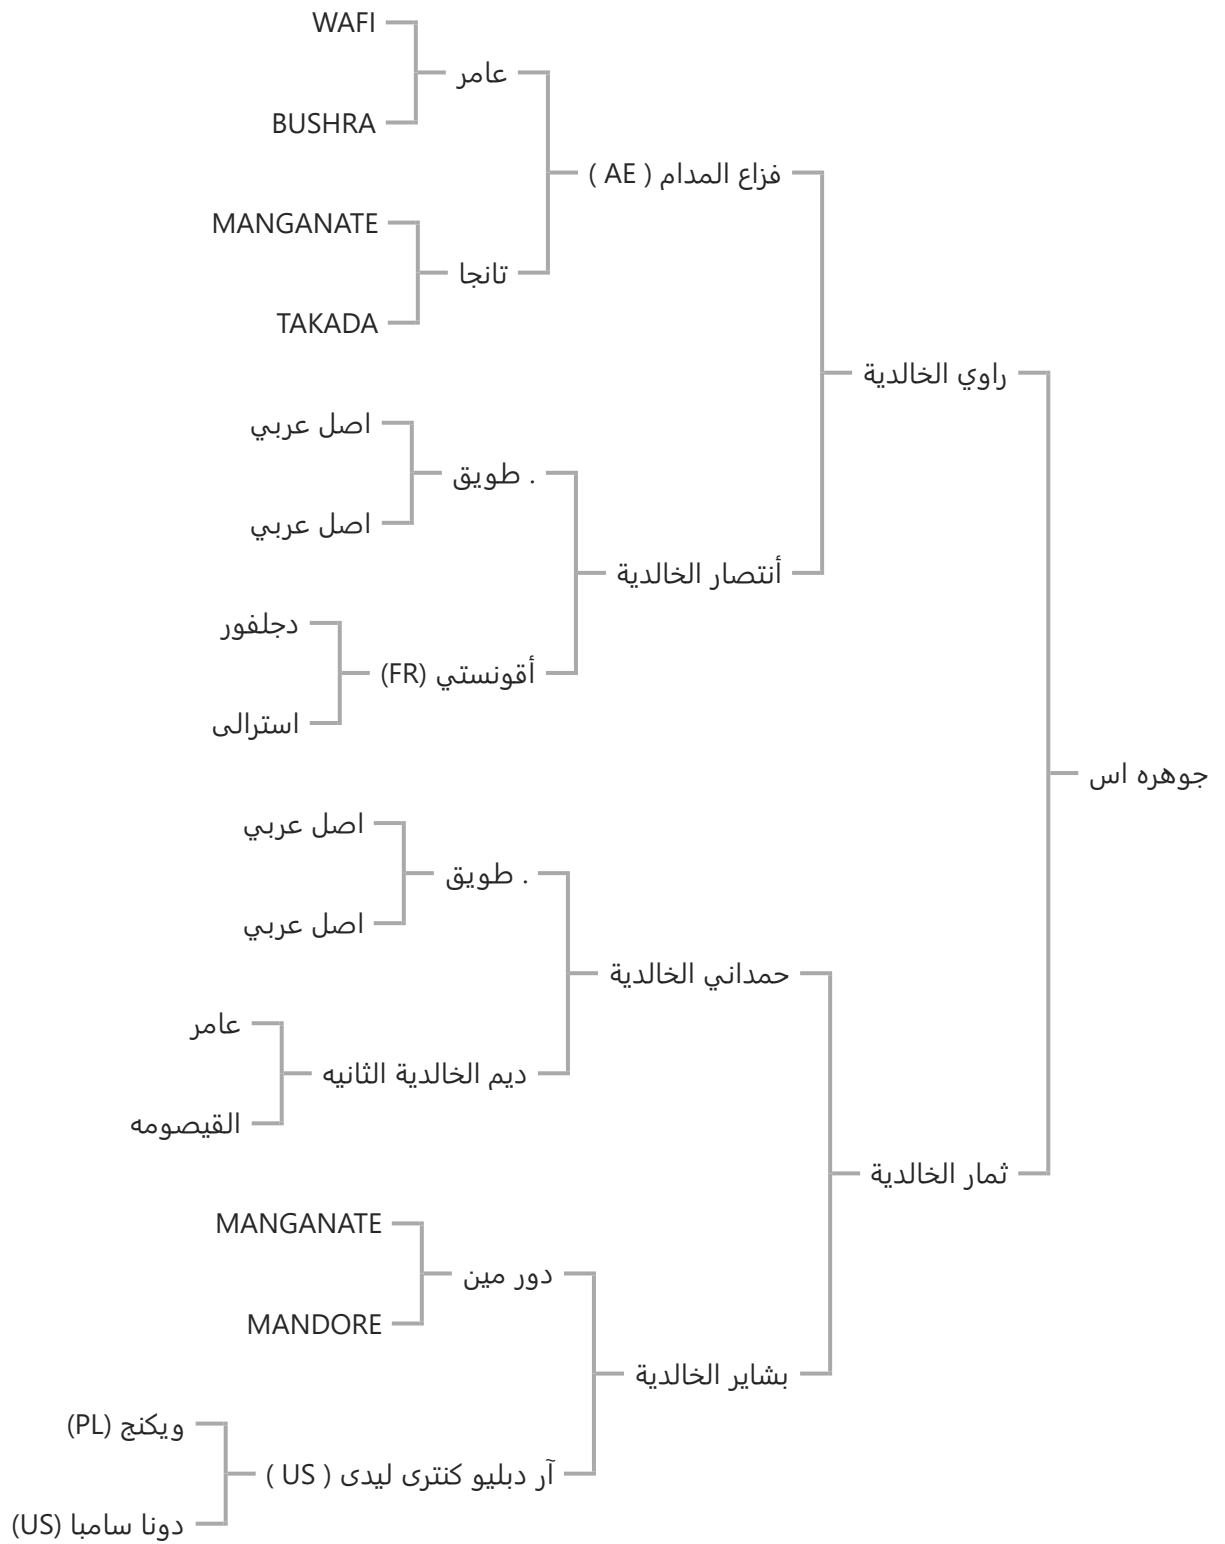 WAFI
عامر
BUSHRA
فزاع المدام ( AE )
MANGANATE
تانجا
TAKADA
راوي الخالدية
اصل عربي
. طويق
اصل عربي
أنتصار الخالدية
دجلفور
أقونستي (FR)
استرالى
جوهره اس
اصل عربي
. طويق
اصل عربي
حمداني الخالدية
عامر
ديم الخالدية الثانيه
القيصومه
ثمار الخالدية
MANGANATE
دور مين
MANDORE
بشاير الخالدية
ويكنج (PL)
آر دبليو كنترى ليدى ( US )
دونا سامبا (US)